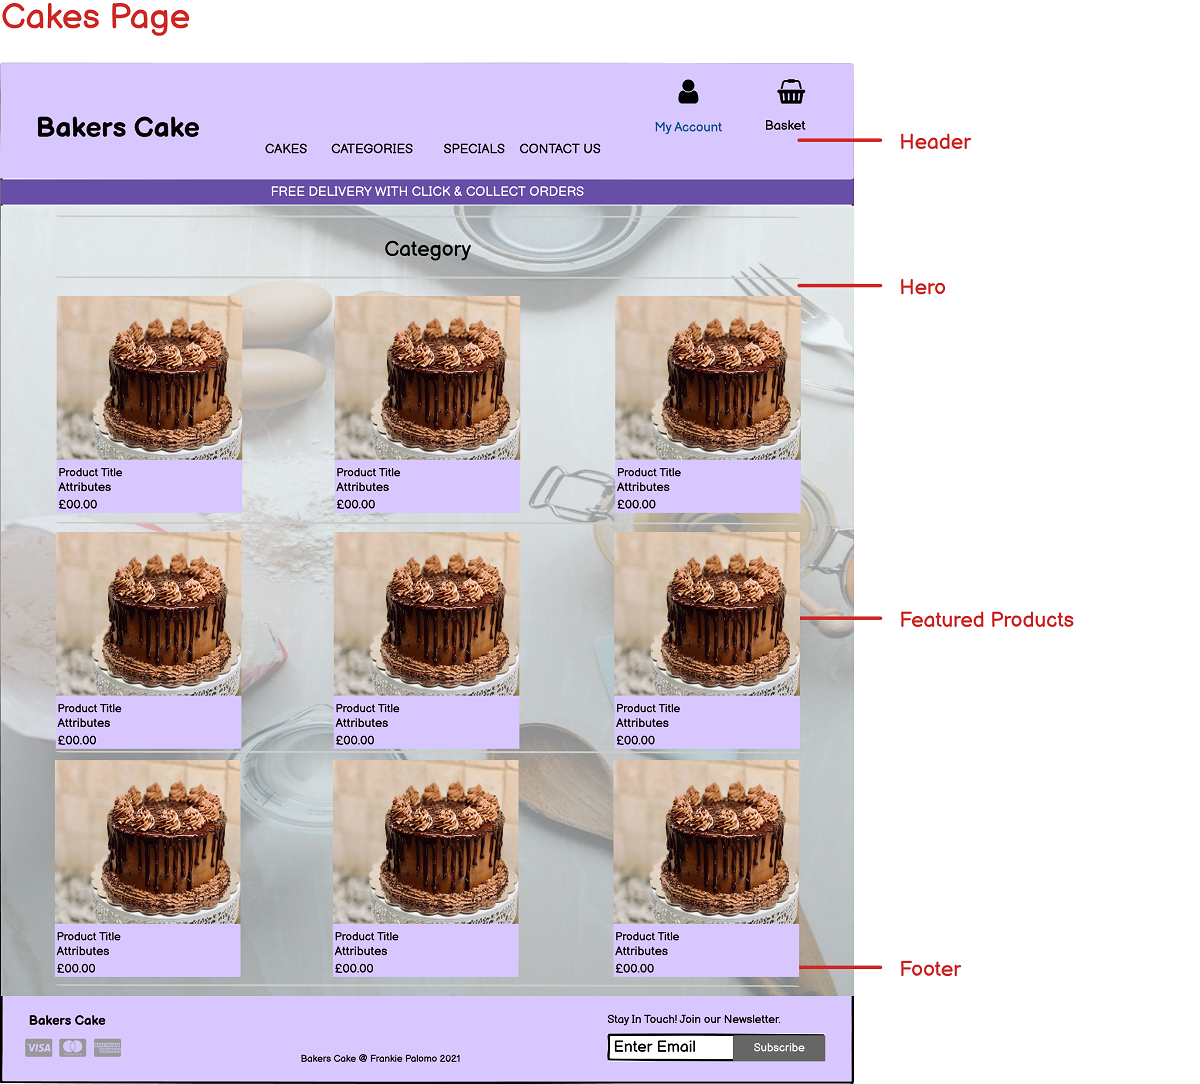 Cakes Page
My Account
Basket
Bakers Cake
CAKES CATEGORIES SPECIALS CONTACT US
Header
FREE DELIVERY WITH CLICK & COLLECT ORDERS
Category
Hero
Product Title
Attributes
£00.00
Product Title
Attributes
£00.00
Product Title
Attributes
£00.00
Featured Products
Product Title
Attributes
£00.00
Product Title
Attributes
£00.00
Product Title
Attributes
£00.00
Product Title
Attributes
£00.00
Product Title
Attributes
£00.00
Product Title
Attributes
£00.00
Footer
Bakers Cake
VISA
MasterCard
AMERICAN EXPRESS
Bakers Cake @ Frankie Palomo 2021
Stay In Touch! Join our Newsletter.
Enter Email
Subscribe